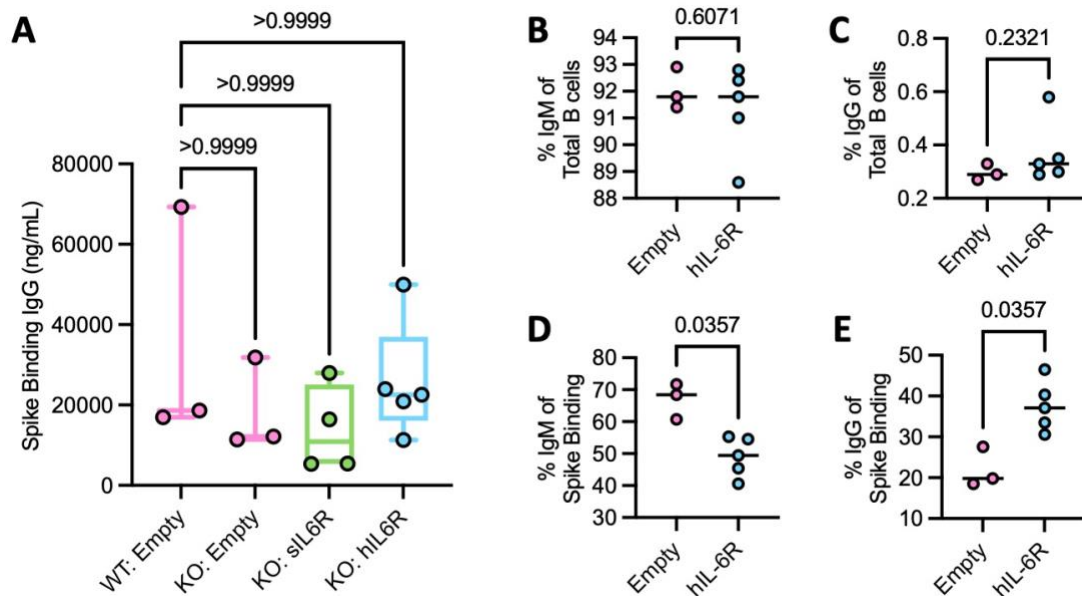 A
>0.9999
>0.9999
>0.9999
Spike Binding IgG (ng/mL)
80000
60000
40000
20000
0
WT: Empty
KO: Empty
KO: sIL6R
KO: hIL6R
B
0.6071
% IgM of
Total B cells
94
93
92
91
90
89
88
Empty
hIL-6R
C
0.2321
% IgG of
Total B cells
0.8
0.6
0.4
0.2
Empty
hIL-6R
D
0.0357
% IgM of
Spike Binding
80
70
60
50
40
30
Empty
hIL-6R
E
0.0357
% IgG of
Spike Binding
50
40
30
20
10
Empty
hIL-6R